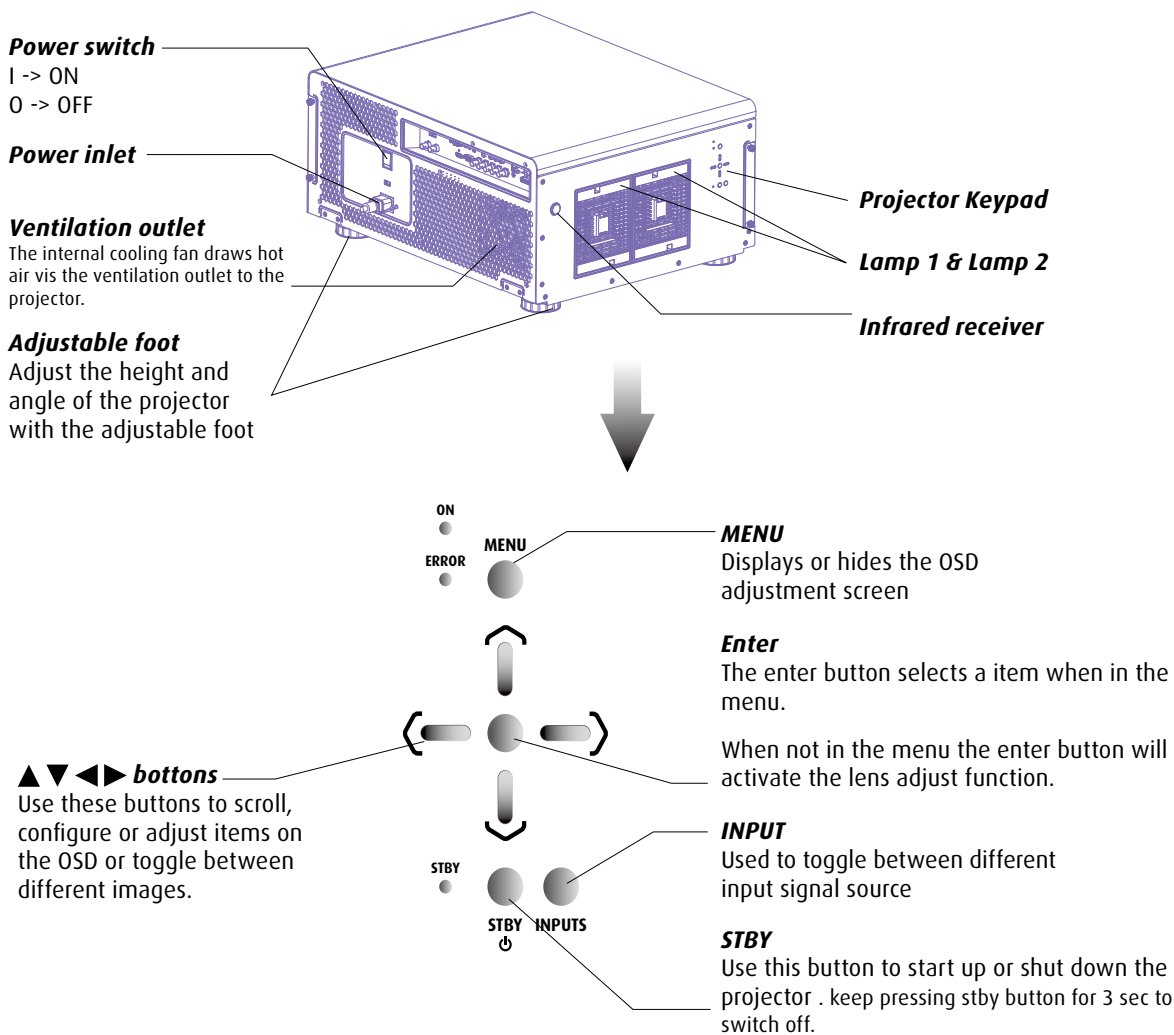 Power switch
I -> ON
O -> OFF
Power inlet
Ventilation outlet
The internal cooling fan draws hot
air vis the ventilation outlet to the
projector.
Adjustable foot
Adjust the height and
angle of the projector
with the adjustable foot
Projector Keypad
Lamp 1 & Lamp 2
Infrared receiver
ON
ERROR
MENU
MENU
Displays or hides the OSD
adjustment screen
Enter
The enter button selects a item when in the
menu.
When not in the menu the enter button will
activate the lens adjust function.
▲ ▼ ◀ ▶ bottons
Use these buttons to scroll,
configure or adjust items on
the OSD or toggle between
different images.
INPUT
Used to toggle between different
input signal source
STBY
STBY INPUTS
STBY
Use this button to start up or shut down the
projector . keep pressing stby button for 3 sec to
switch off.